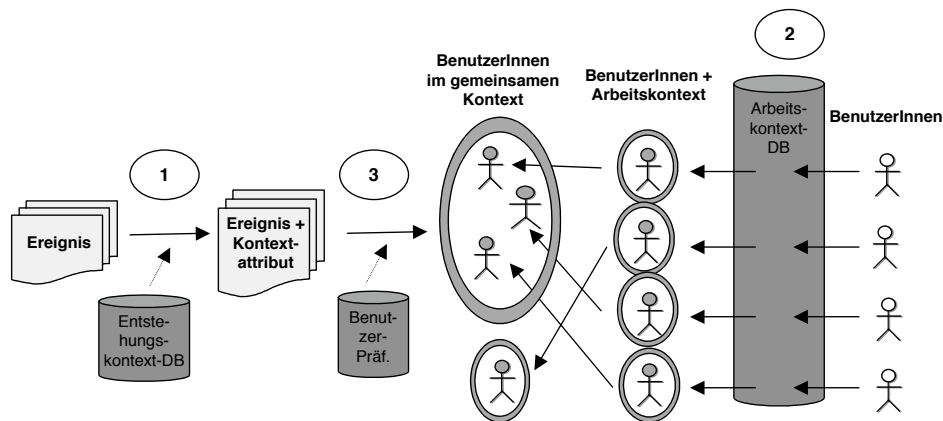 2
BenutzerInnen
im gemeinsamen
Kontext
BenutzerInnen +
Arbeitskontext
Arbeits-
kontext-
DB
BenutzerInnen
1
3
Ereignis
Ereignis +
Kontext-
attribut
Entste-
hungs-
kontext-DB
Benut-
zer-
Präf.